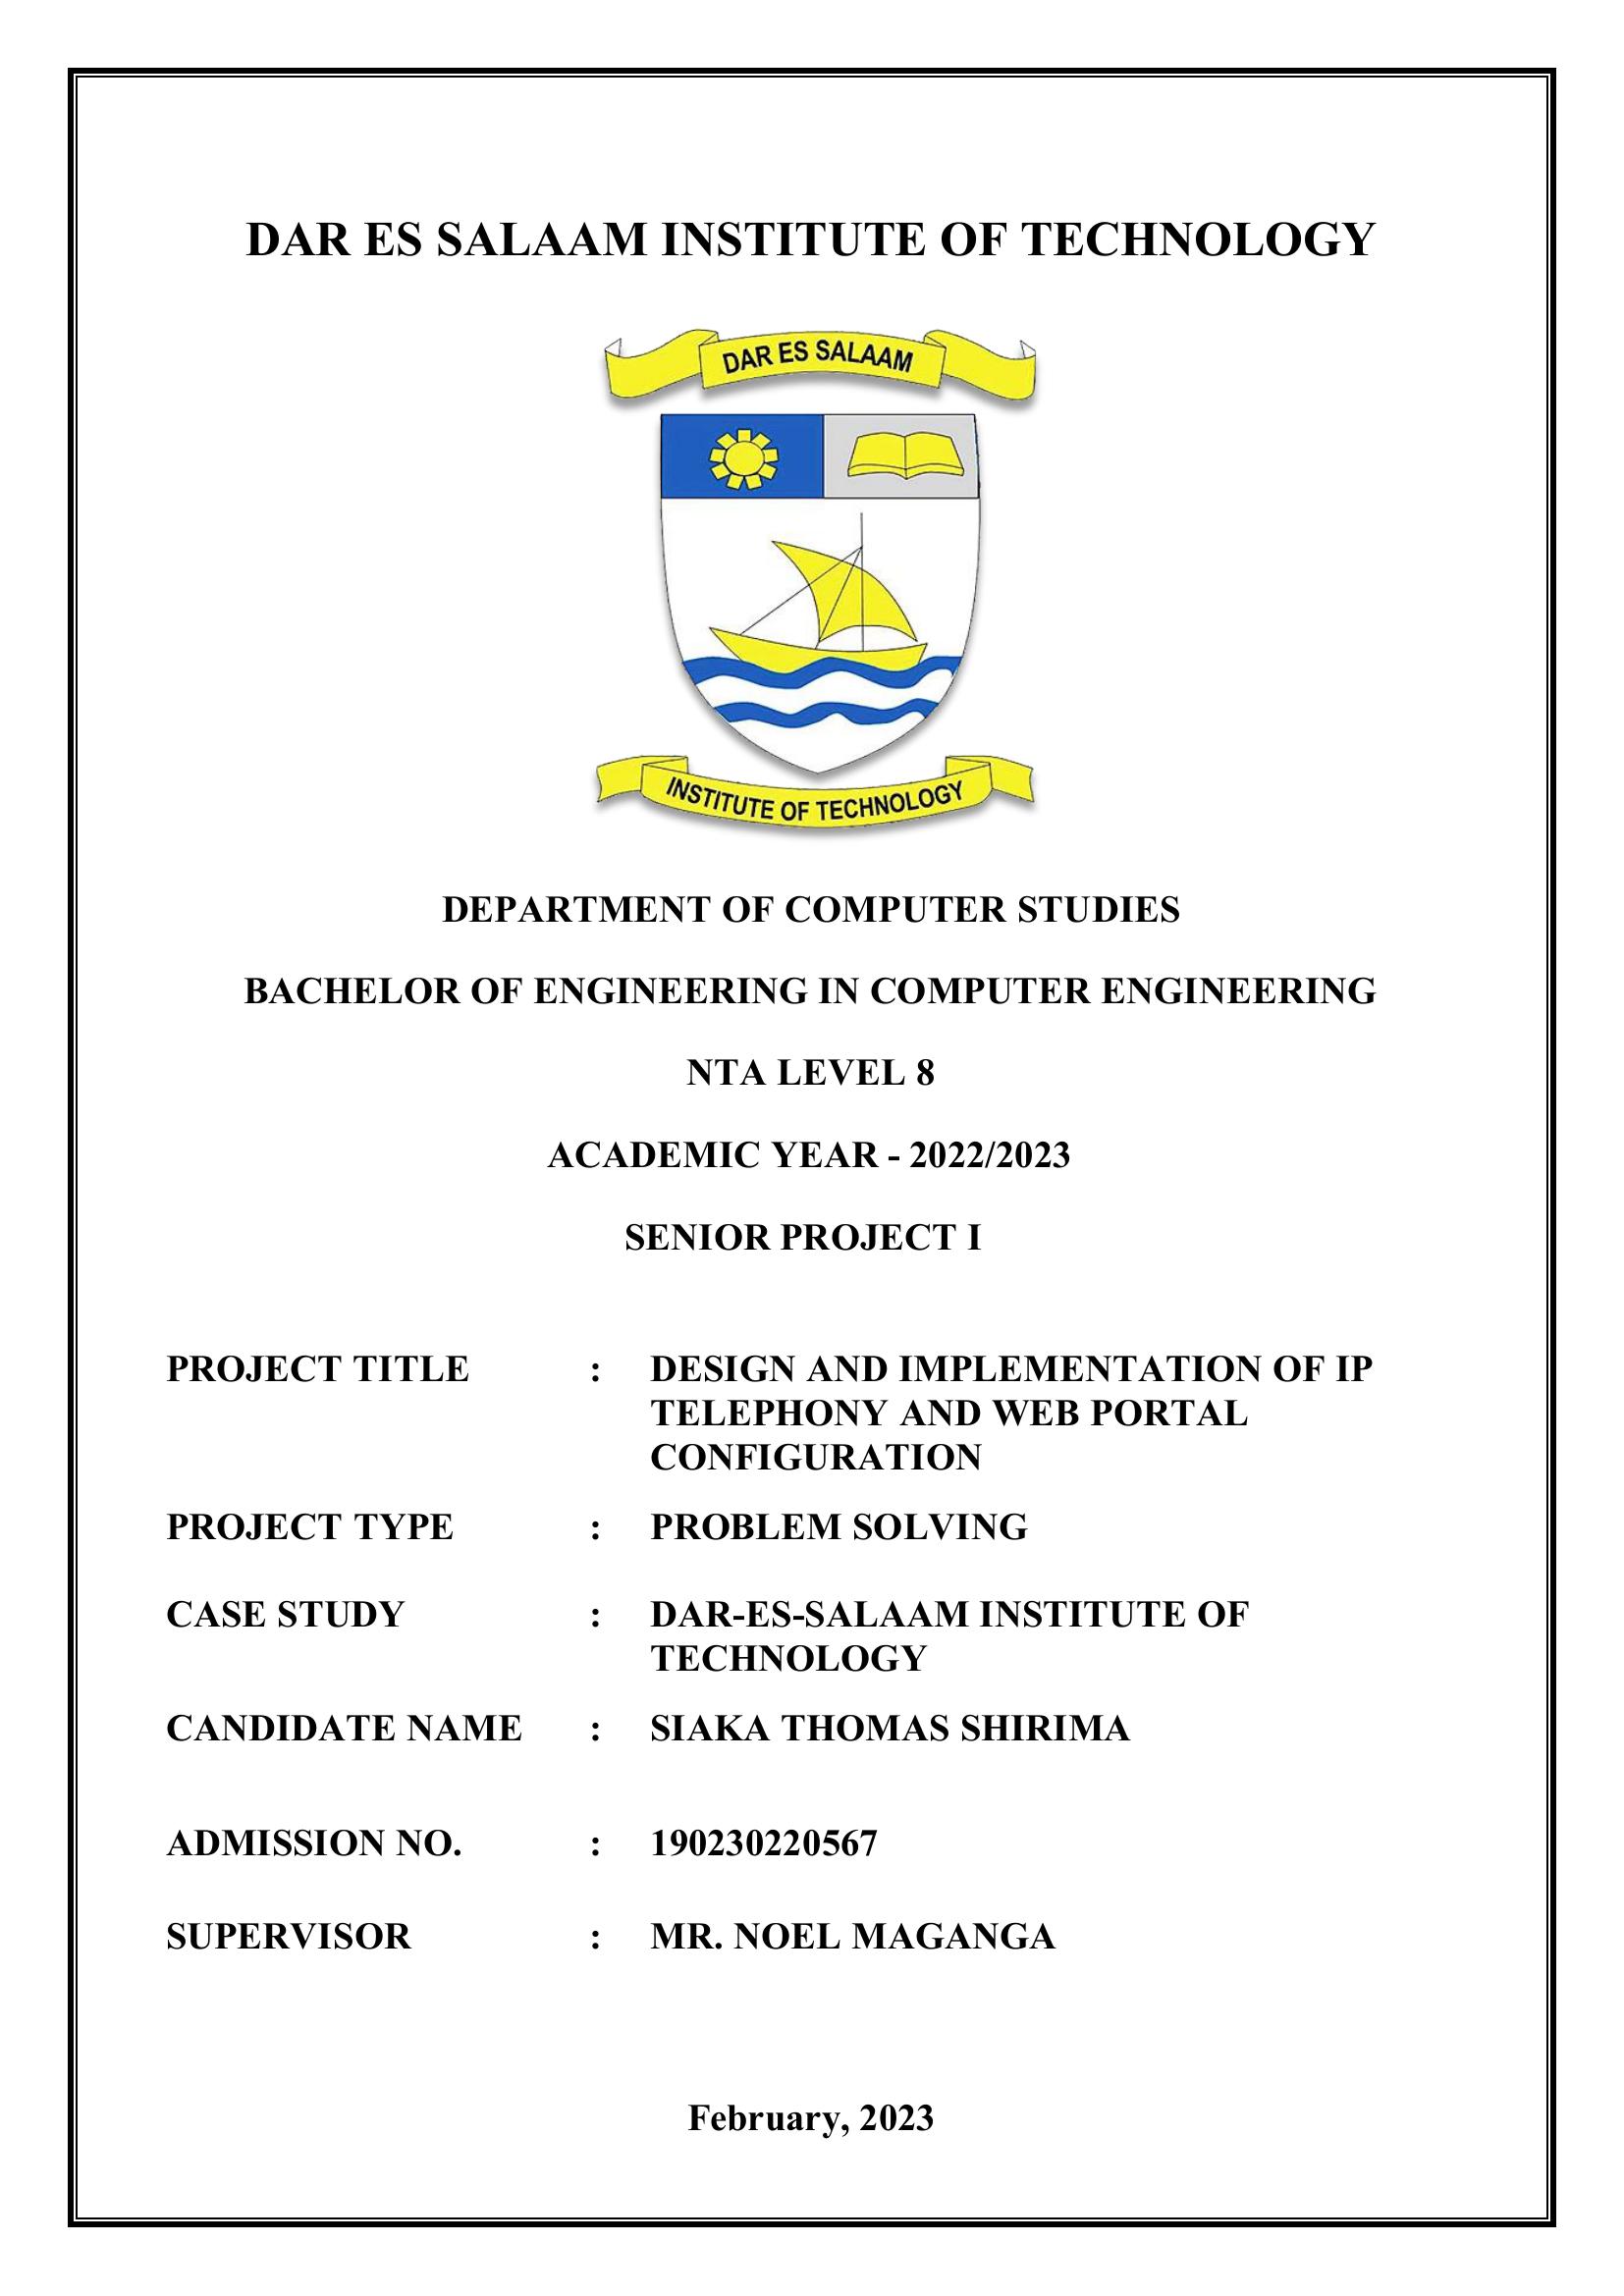 DAR ES SALAAM INSTITUTE OF TECHNOLOGY
DAR ES SALAAM
INSTITUTE OF TECHNOLOGY
DEPARTMENT OF COMPUTER STUDIES
BACHELOR OF ENGINEERING IN COMPUTER ENGINEERING
NTA LEVEL 8
ACADEMIC YEAR - 2022/2023
SENIOR PROJECT I
PROJECT TITLE : DESIGN AND IMPLEMENTATION OF IP
TELEPHONY AND WEB PORTAL
CONFIGURATION
PROJECT TYPE : PROBLEM SOLVING
CASE STUDY : DAR-ES-SALAAM INSTITUTE OF
TECHNOLOGY
CANDIDATE NAME : SIAKA THOMAS SHIRIMA
ADMISSION NO. : 190230220567
SUPERVISOR : MR. NOEL MAGANGA
February, 2023